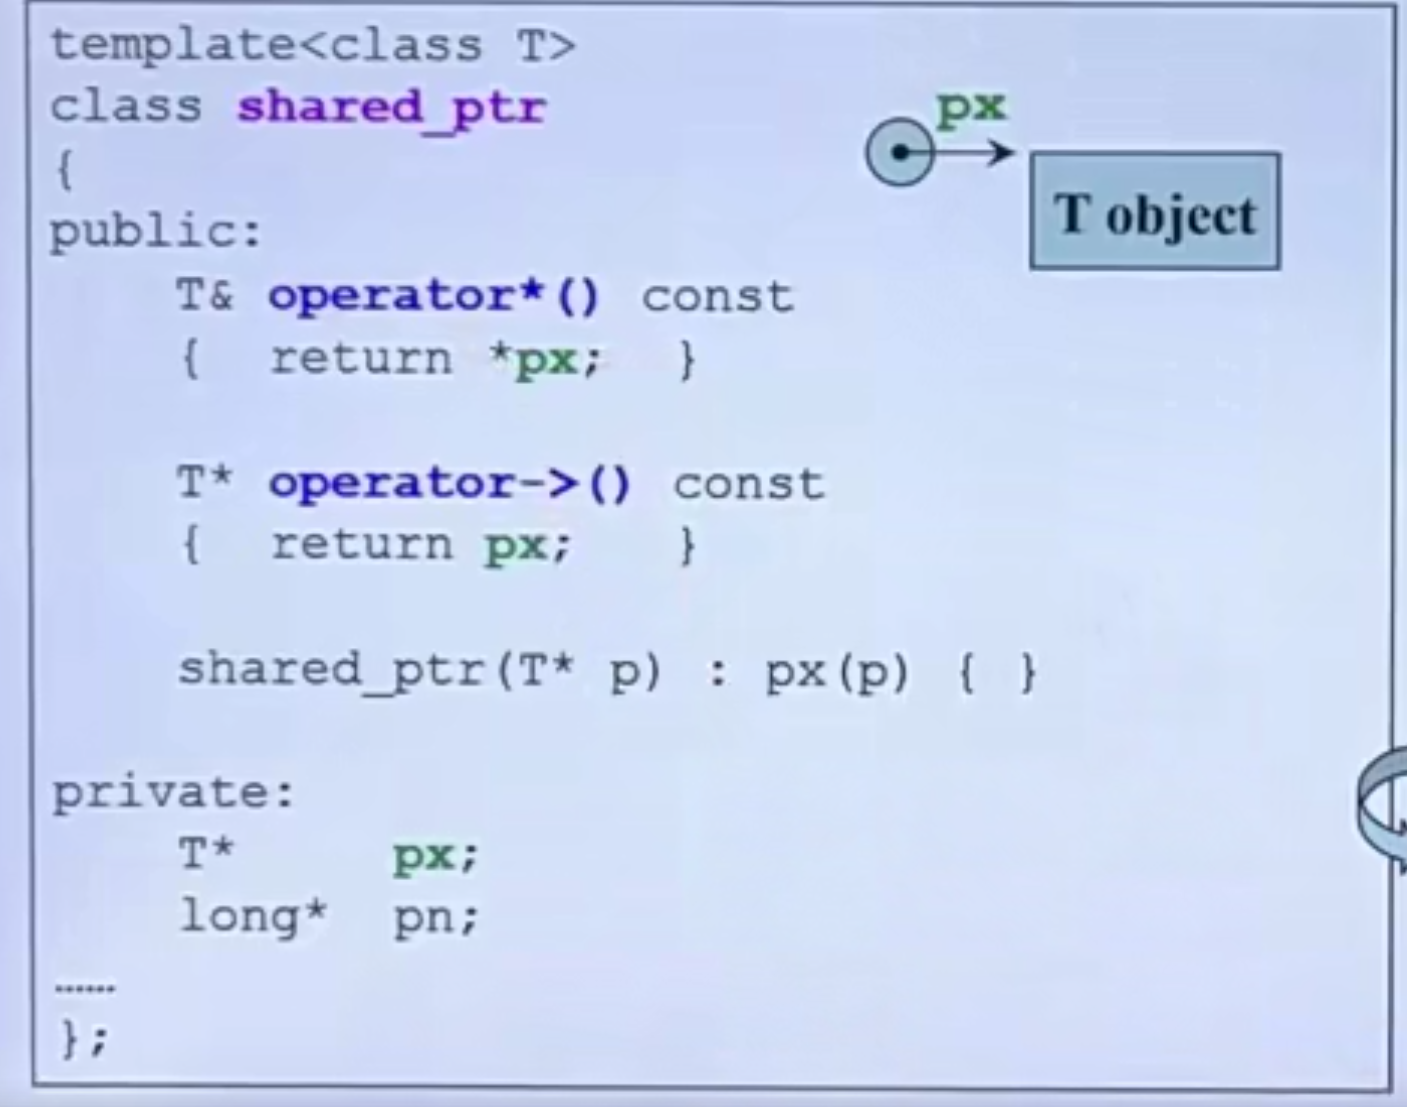 template<class T>
class shared_ptr
{
public:
T& operator*() const
{ return *px; }
T* operator->() const
{ return px; }
shared_ptr(T* p) : px(p) { }
private:
T* px;
long* pn;
……
};
px
T object